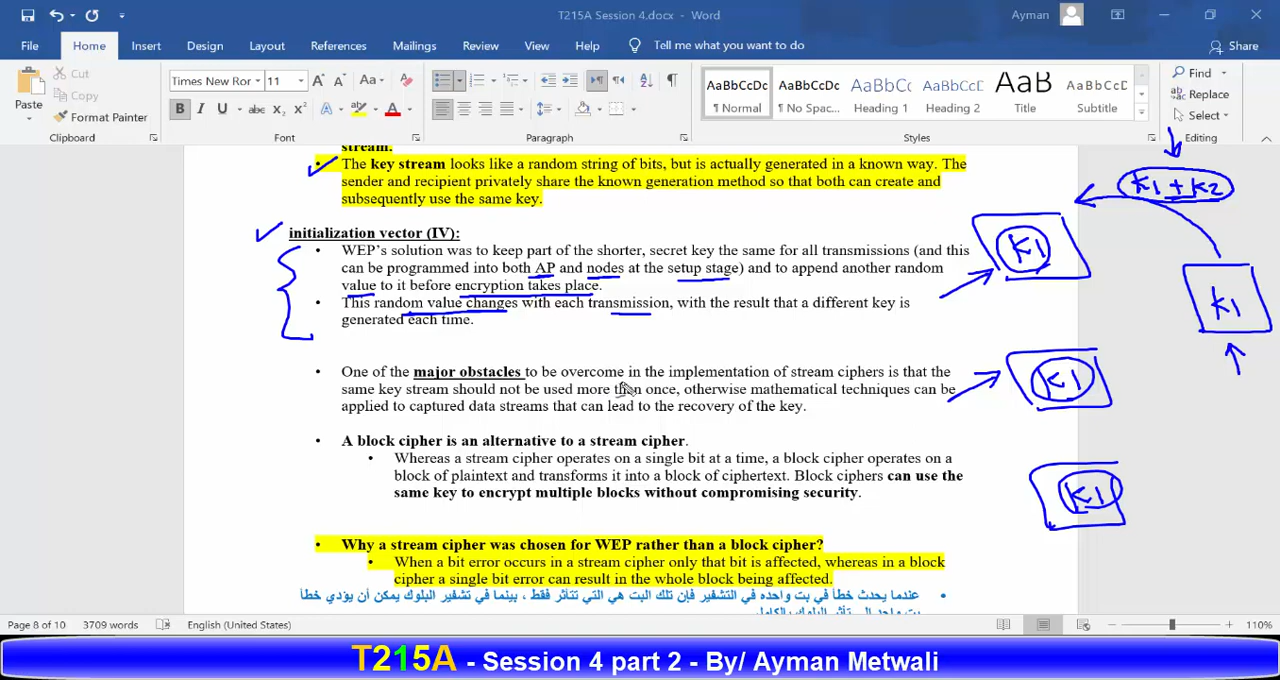 T215A Session 4.docx - Word
Ayman
File Home Insert Design Layout References Mailings Review View Help Tell me what you want to do Share
Paste
Cut
Copy
Format Painter
Clipboard
Times New Ror 11
Font
Paragraph
AaBbCcDc AaBbCcDc AaBbCc AaBbCcD AaB AaBbCcD
¶ Normal ¶ No Spac... Heading 1 Heading 2 Title Subtitle
Styles
Find
Replace
Select
Editing
stream.
• The key stream looks like a random string of bits, but is actually generated in a known way. The
sender and recipient privately share the known generation method so that both can create and
subsequently use the same key.
initialization vector (IV):
• WEP’s solution was to keep part of the shorter, secret key the same for all transmissions (and this
can be programmed into both AP and nodes at the setup stage) and to append another random
value to it before encryption takes place.
• This random value changes with each transmission, with the result that a different key is
generated each time.
• One of the major obstacles to be overcome in the implementation of stream ciphers is that the
same key stream should not be used more than once, otherwise mathematical techniques can be
applied to captured data streams that can lead to the recovery of the key.
• A block cipher is an alternative to a stream cipher.
• Whereas a stream cipher operates on a single bit at a time, a block cipher operates on a
block of plaintext and transforms it into a block of ciphertext. Block ciphers can use the
same key to encrypt multiple blocks without compromising security.
• Why a stream cipher was chosen for WEP rather than a block cipher?
• When a bit error occurs in a stream cipher only that bit is affected, whereas in a block
cipher a single bit error can result in the whole block being affected.
• عندما يحدث خطأ في بت واحده في التشفير فإن تلك البت هي التي تتأثر فقط ، بينما في تشفير البلوك يمكن أن يؤدي خطأ
بت واحد إلى تأثر البلوك بالكامل
K1 + K2
K1
K1
K1
K1
Page 8 of 10 3709 words English (United States) 110%
T215A - Session 4 part 2 - By/ Ayman Metwali